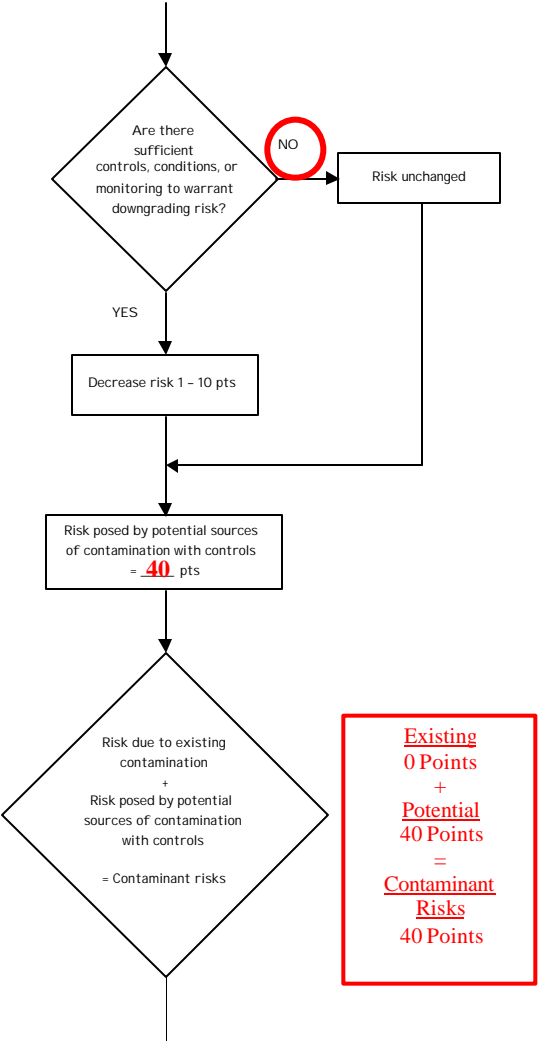 Are there
sufficient
controls, conditions, or
monitoring to warrant
downgrading risk?
NO
Risk unchanged
YES
Decrease risk 1 – 10 pts
Risk posed by potential sources
of contamination with controls
= 40 pts
Risk due to existing
contamination
+
Risk posed by potential
sources of contamination
with controls
= Contaminant risks
Existing
0 Points
+
Potential
40 Points
=
Contaminant
Risks
40 Points